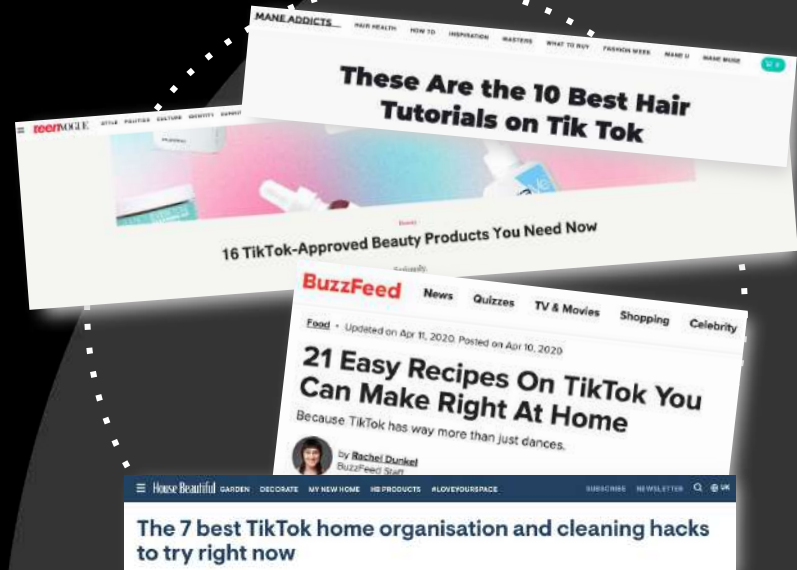 MANE ADDICTS
HAIR HEALTH HOW TO INSPIRATION MASTERS WHAT TO BUY FASHION WEEK MANE U MANE MUSE
These Are the 10 Best Hair
Tutorials on Tik Tok
teenVOGUE STYLE POLITICS CULTURE IDENTITY SUMMIT
Beauty
16 TikTok-Approved Beauty Products You Need Now
BuzzFeed News Quizzes TV & Movies Shopping Celebrity
Food • Updated on Apr 11, 2020. Posted on Apr 10, 2020
21 Easy Recipes On TikTok You
Can Make Right At Home
Because TikTok has way more than just dances.
by Rachel Dunkel
BuzzFeed Staff
House Beautiful GARDEN DECORATE MY NEW HOME HB PRODUCTS #LOVEYOURSPACE SUBSCRIBE NEWSLETTER UK
The 7 best TikTok home organisation and cleaning hacks
to try right now